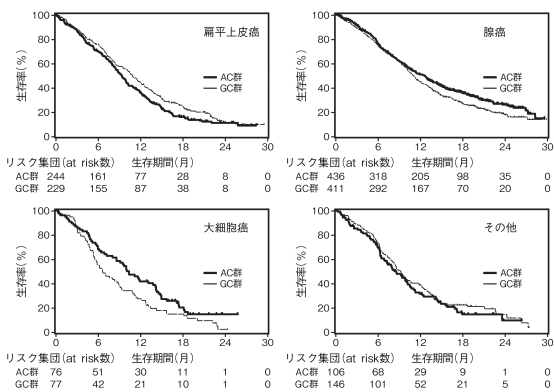 扁平上皮癌
生存率(%)
100
80
60
40
20
0
AC群
GC群
0 6 12 18 24 30
リスク集団(at risk数) 生存期間(月)
AC群 244 161 77 28 8 0
GC群 229 155 87 38 8 0
腺癌
生存率(%)
100
80
60
40
20
0
AC群
GC群
0 6 12 18 24 30
リスク集団(at risk数) 生存期間(月)
AC群 436 318 205 98 35 0
GC群 411 292 167 70 20 0
大細胞癌
生存率(%)
100
80
60
40
20
0
AC群
GC群
0 6 12 18 24 30
リスク集団(at risk数) 生存期間(月)
AC群 76 51 30 11 1 0
GC群 77 42 21 10 1 0
その他
生存率(%)
100
80
60
40
20
0
AC群
GC群
0 6 12 18 24 30
リスク集団(at risk数) 生存期間(月)
AC群 106 68 29 9 1 0
GC群 146 101 52 21 5 0